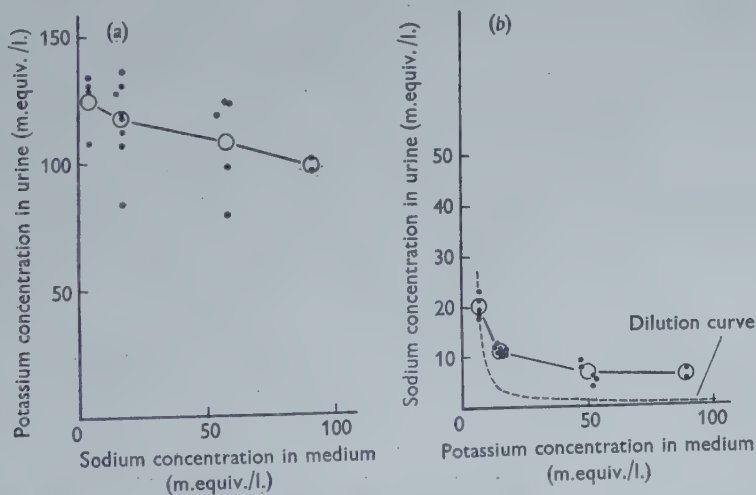 (a)
150
100
50
0
50
100
Potassium concentration in urine (m.equiv./l.)
Sodium concentration in medium
(m.equiv./l.)
(b)
50
40
30
20
10
0
50
100
Sodium concentration in urine (m.equiv./l.)
Dilution curve
Potassium concentration in medium
(m.equiv./l.)